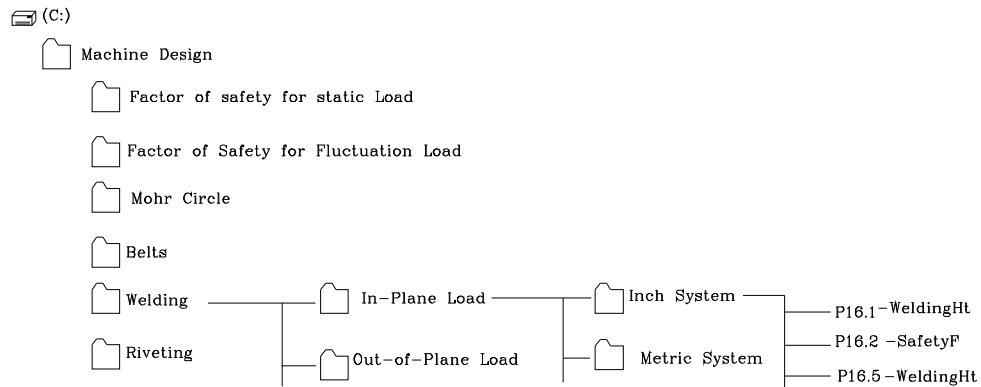 (C:)
Machine Design
Factor of safety for static Load
Factor of Safety for Fluctuation Load
Mohr Circle
Belts
Welding
In-Plane Load
Inch System
P16.1-WeldingHt
Riveting
Out-of-Plane Load
Metric System
P16.2 -SafetyF
P16.5-WeldingHt